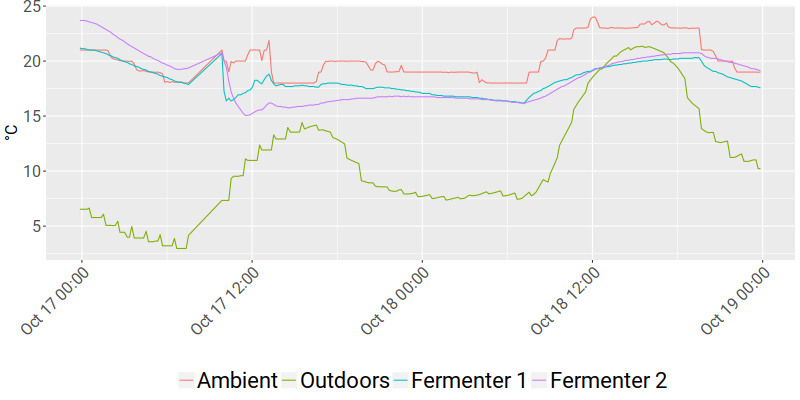 25
20
15
10
5
°C
Oct 17 00:00
Oct 17 12:00
Oct 18 00:00
Oct 18 12:00
Oct 19 00:00
Ambient Outdoors Fermenter 1 Fermenter 2